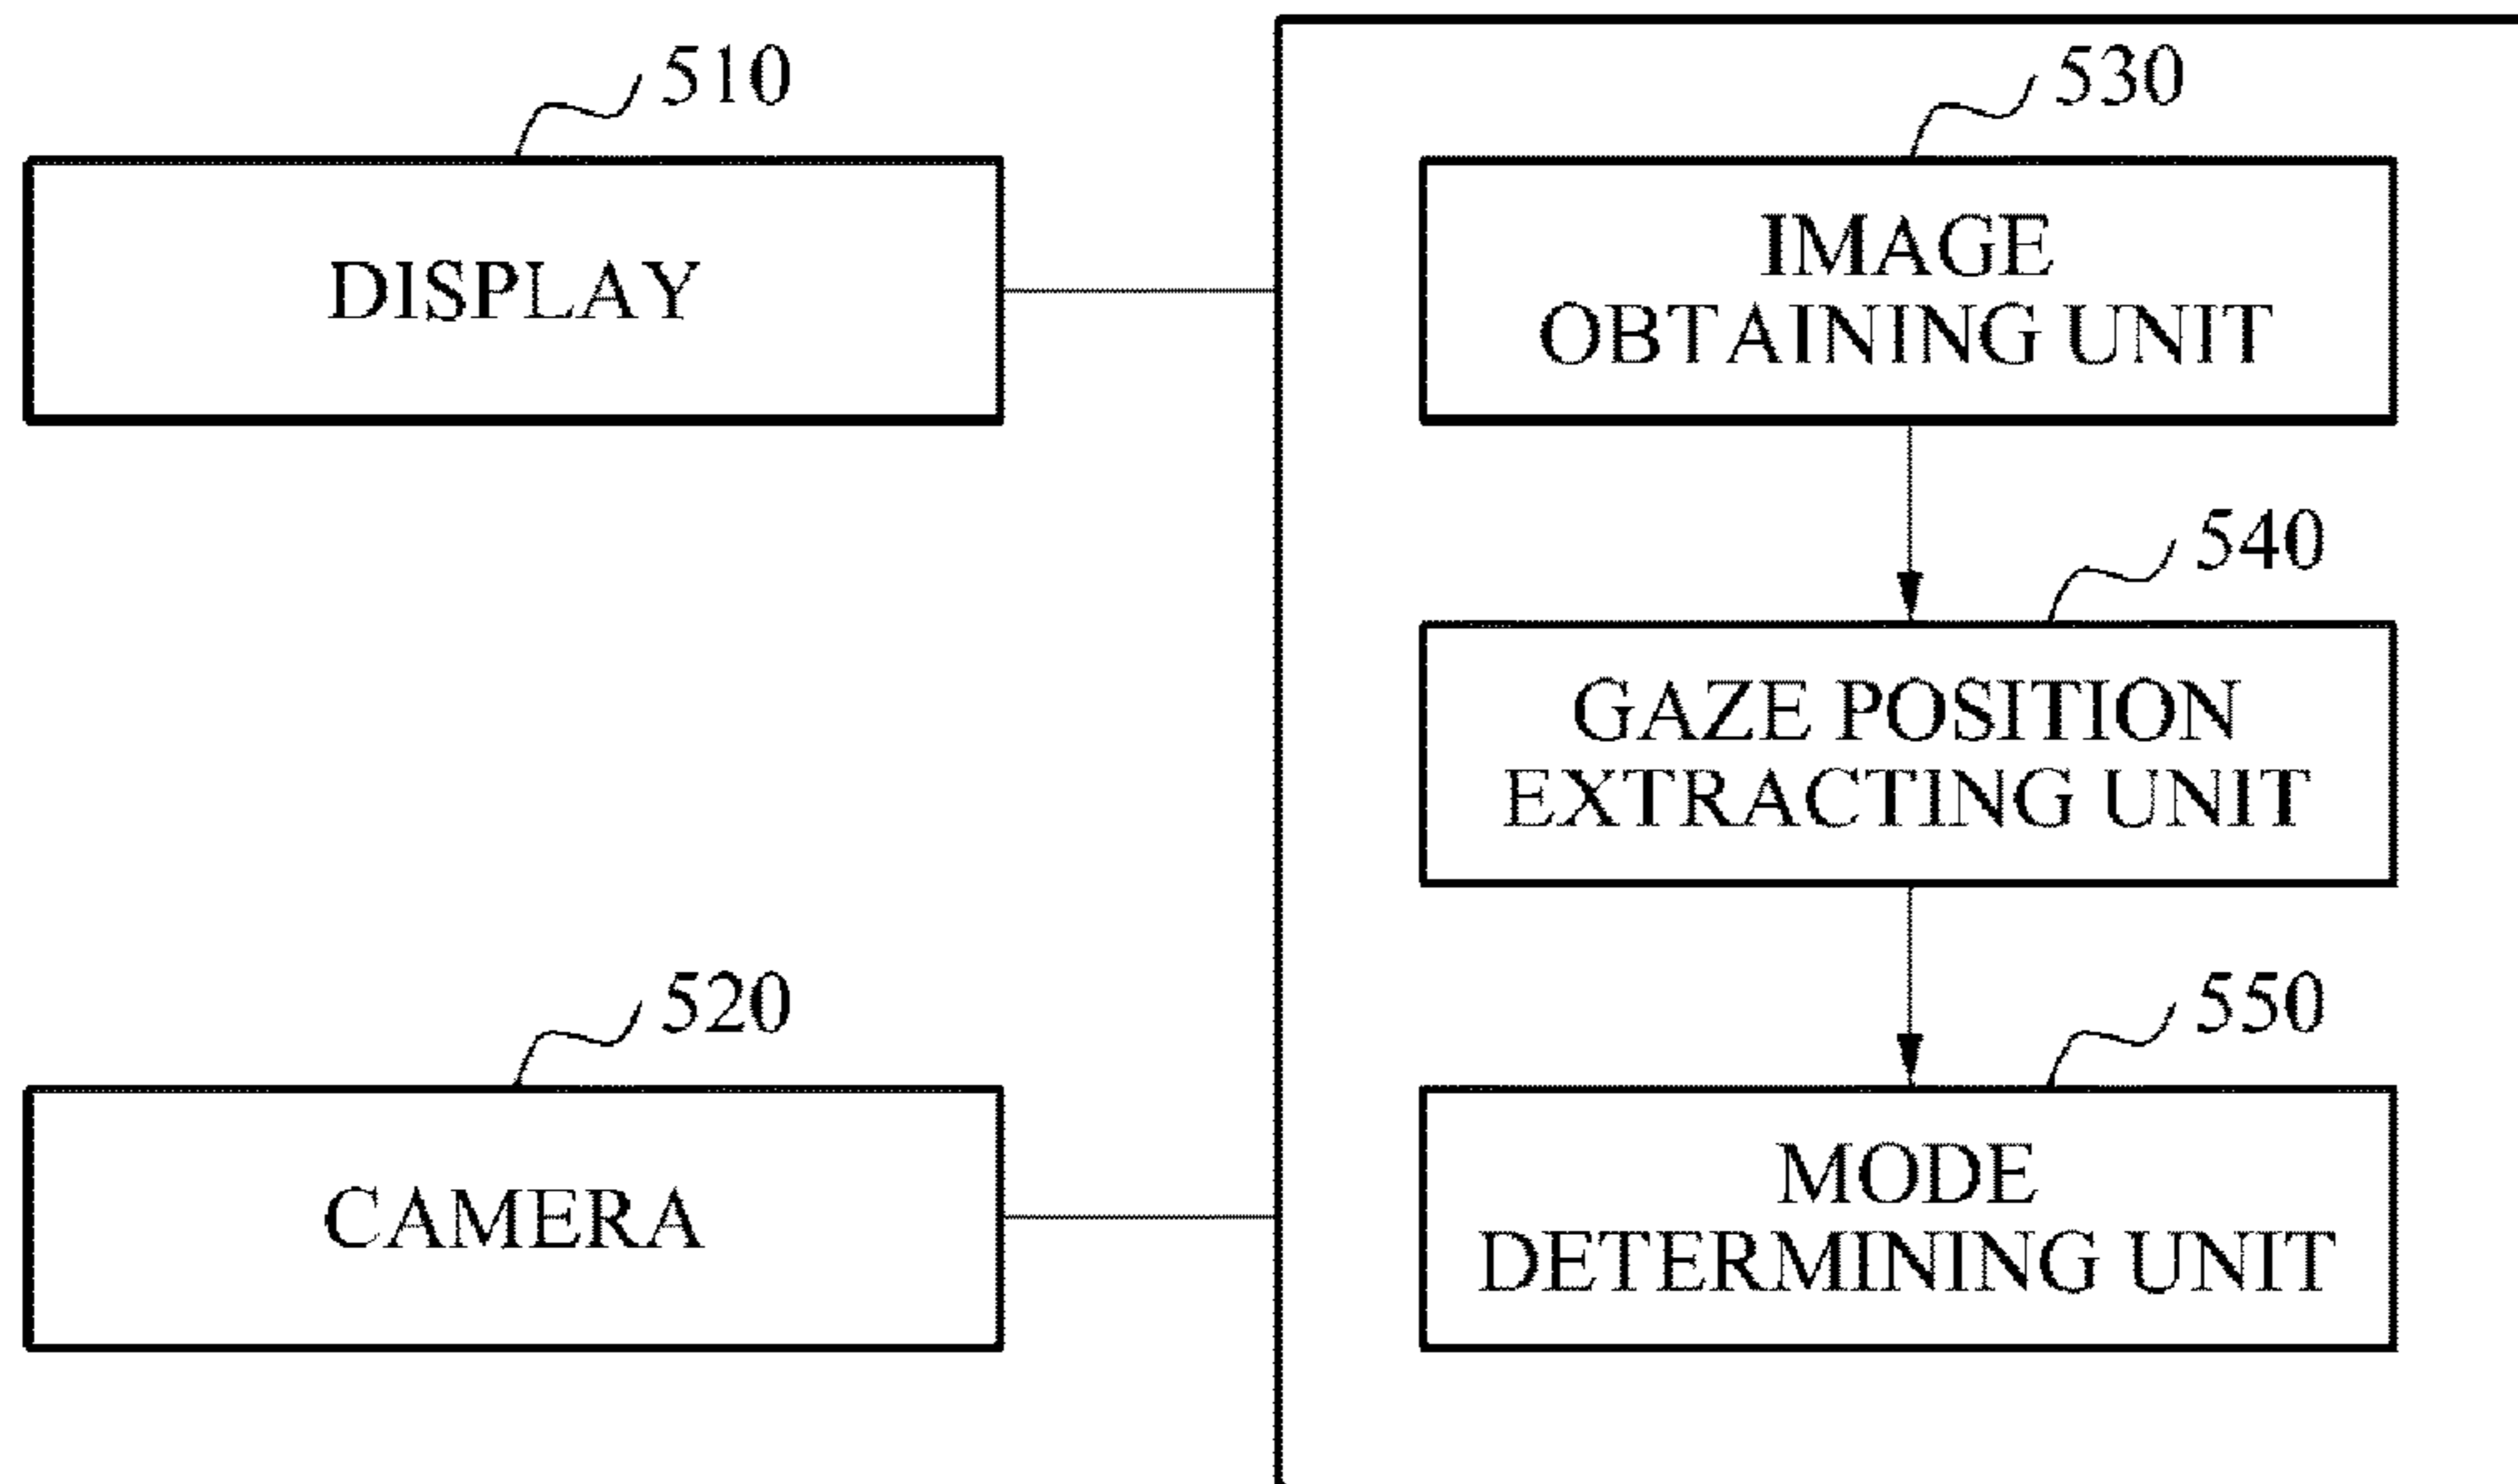 510
DISPLAY
520
CAMERA
530
IMAGE
OBTAINING UNIT
540
GAZE POSITION
EXTRACTING UNIT
550
MODE
DETERMINING UNIT